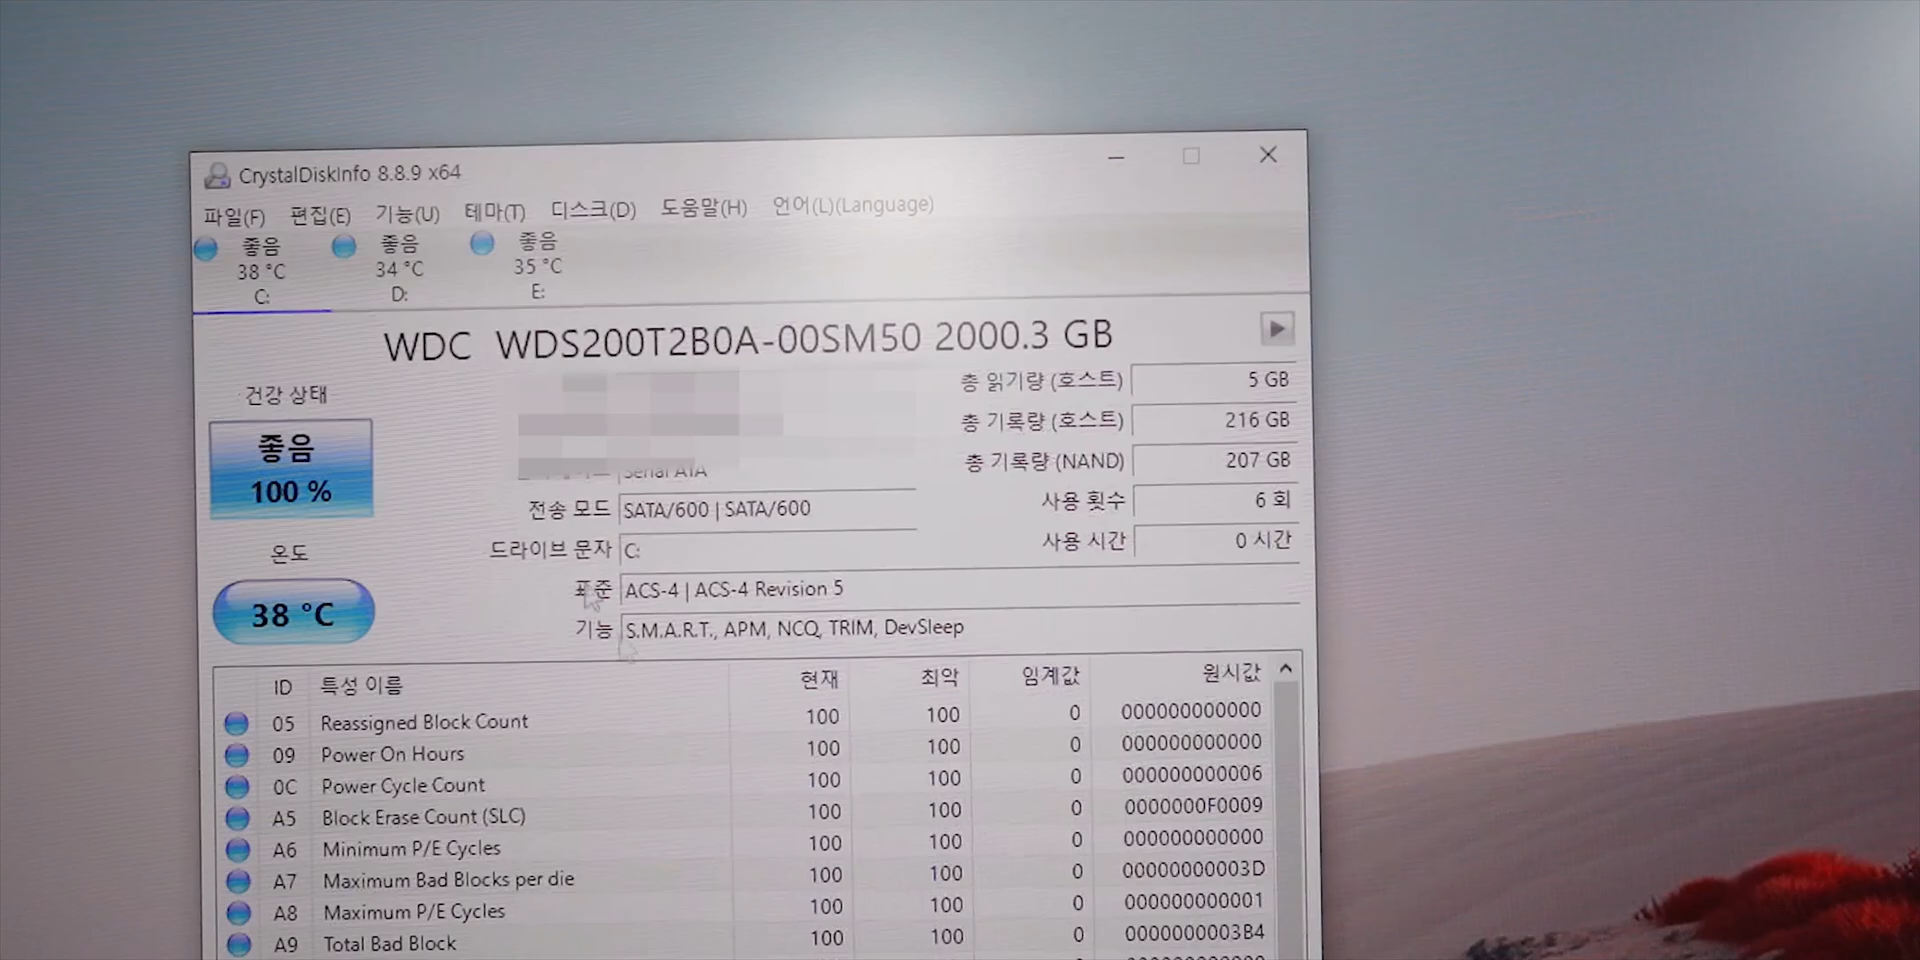 CrystalDiskInfo 8.8.9 x64
파일(F) 편집(E) 기능(U) 테마(T) 디스크(D) 도움말(H) 언어(L)(Language)
좋음 좋음 좋음
38 °C 34 °C 35 °C
C: D: E:
WDC WDS200T2B0A-00SM50 2000.3 GB
건강 상태
좋음
100 %
온도
38 °C
총 읽기량 (호스트) 5 GB
총 기록량 (호스트) 216 GB
총 기록량 (NAND) 207 GB
Serial ATA
전송 모드 SATA/600 | SATA/600
사용 횟수 6 회
드라이브 문자 C:
사용 시간 0 시간
표준 ACS-4 | ACS-4 Revision 5
기능 S.M.A.R.T., APM, NCQ, TRIM, DevSleep
ID 특성 이름 현재 최악 임계값 원시값
05 Reassigned Block Count 100 100 0 000000000000
09 Power On Hours 100 100 0 000000000000
0C Power Cycle Count 100 100 0 000000000006
A5 Block Erase Count (SLC) 100 100 0 0000000F0009
A6 Minimum P/E Cycles 100 100 0 000000000000
A7 Maximum Bad Blocks per die 100 100 0 00000000003D
A8 Maximum P/E Cycles 100 100 0 000000000001
A9 Total Bad Block 100 100 0 0000000003B4